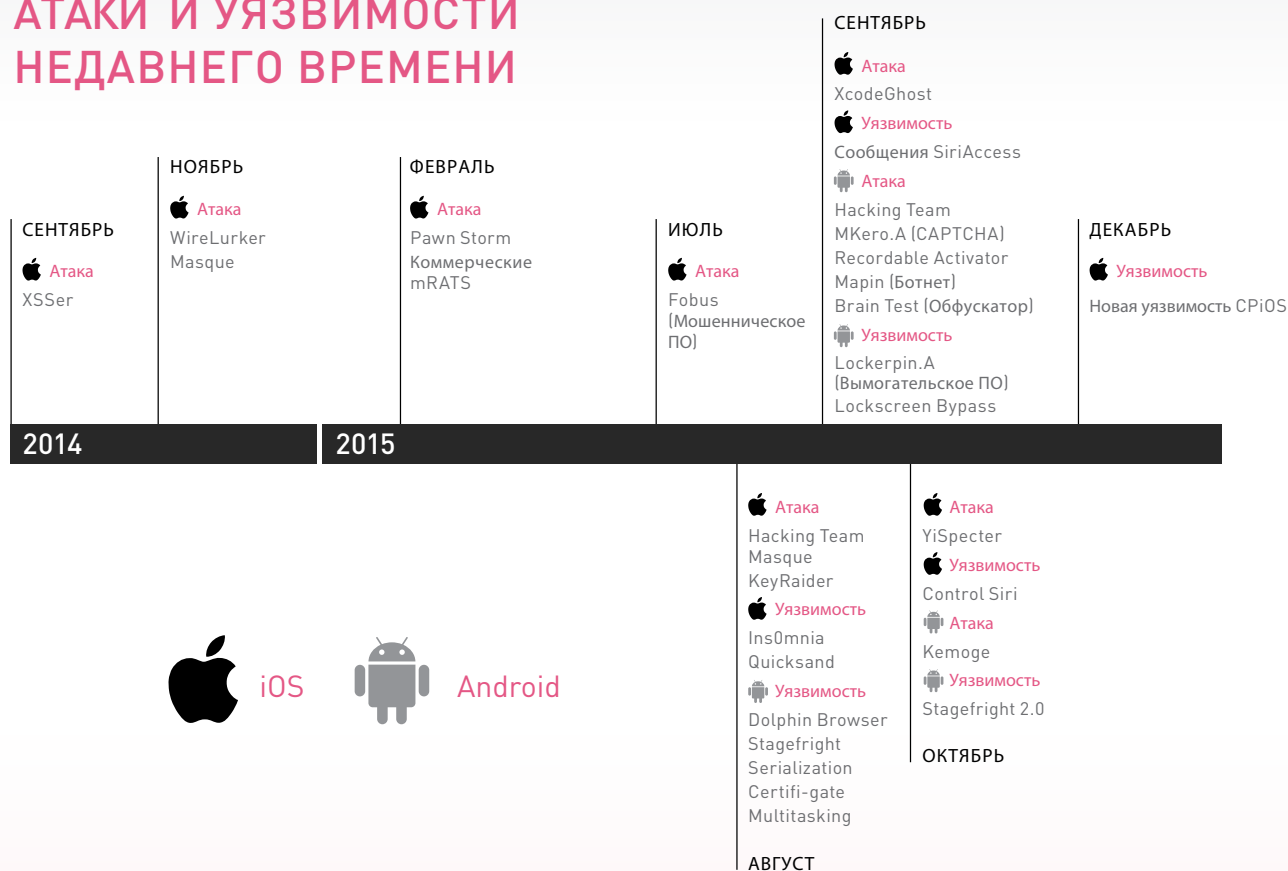 АТАКИ И УЯЗВИМОСТИ
НЕДАВНЕГО ВРЕМЕНИ
СЕНТЯБРЬ
Атака
XSSer
НОЯБРЬ
Атака
WireLurker
Masque
ФЕВРАЛЬ
Атака
Pawn Storm
Коммерческие
mRATS
ИЮЛЬ
Атака
Fobus
(Мошенническое
ПО)
СЕНТЯБРЬ
Атака
XcodeGhost
Уязвимость
Сообщения SiriAccess
Атака
Hacking Team
MKero.A (CAPTCHA)
Recordable Activator
Mapin (Ботнет)
Brain Test (Обфускатор)
Уязвимость
Lockerpin.A
(Вымогательское ПО)
Lockscreen Bypass
ДЕКАБРЬ
Уязвимость
Новая уязвимость CPiOS
2014
2015
Атака
Hacking Team
Masque
KeyRaider
Уязвимость
Ins0mnia
Quicksand
Уязвимость
Dolphin Browser
Stagefright
Serialization
Certifi-gate
Multitasking
АВГУСТ
Атака
YiSpecter
Уязвимость
Control Siri
Атака
Kemoge
Уязвимость
Stagefright 2.0
ОКТЯБРЬ
iOS
Android